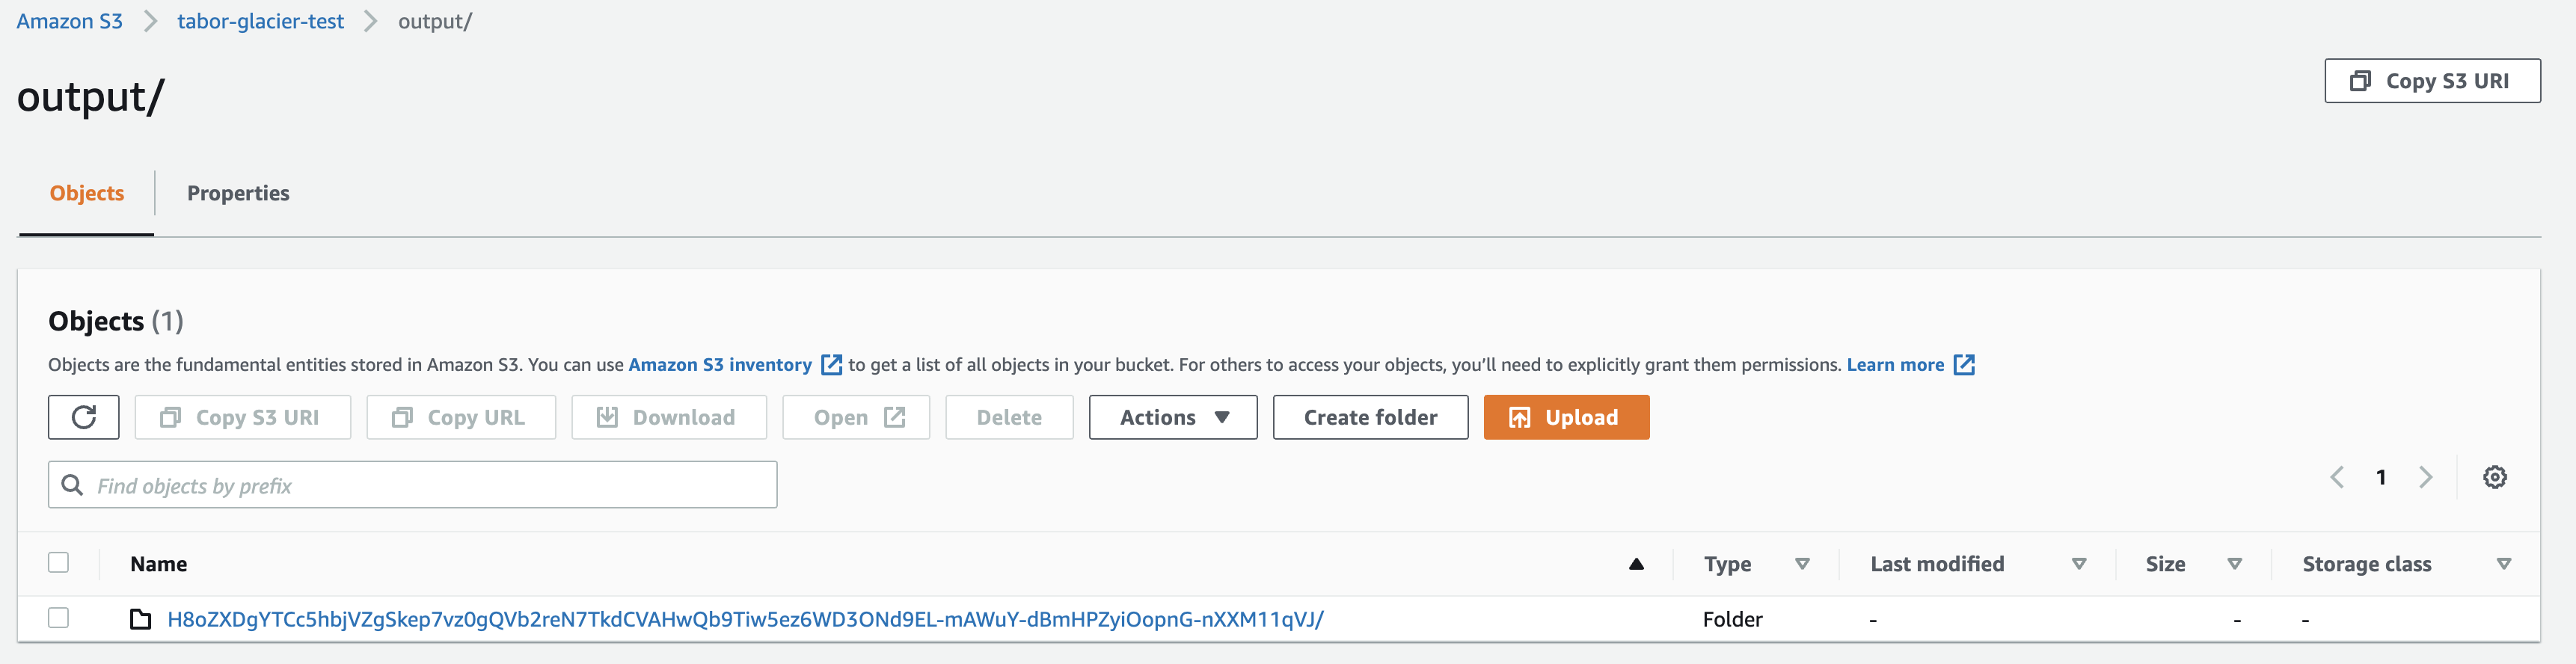 Amazon S3 > tabor-glacier-test > output/
output/
Copy S3 URI
Objects Properties
Objects (1)
Objects are the fundamental entities stored in Amazon S3. You can use Amazon S3 inventory to get a list of all objects in your bucket. For others to access your objects, you'll need to explicitly grant them permissions. Learn more
Copy S3 URI Copy URL Download Open Delete Actions Create folder Upload
Find objects by prefix
1
Name Type Last modified Size Storage class
H8oZXDgYTCc5hbjVZgSkep7vz0gQVb2reN7TkdCVAHwQb9Tiw5ez6WD3ONd9EL-mAWuY-dBmHPZyiOopnG-nXXM11qVJ/ Folder - - -